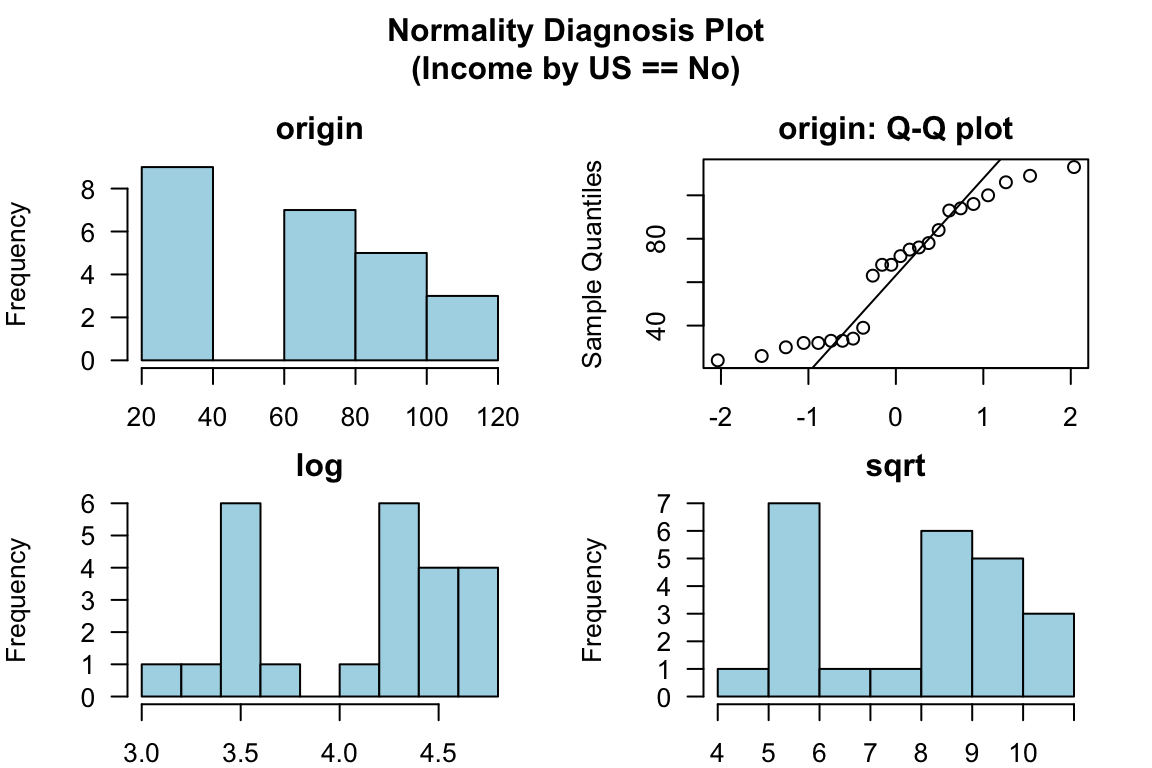 Normality Diagnosis Plot
(Income by US == No)
origin
Frequency
0 2 4 6 8
20 40 60 80 100 120
origin: Q-Q plot
Sample Quantiles
40 80
-2 -1 0 1 2
log
Frequency
0 1 2 3 4 5 6
3.0 3.5 4.0 4.5
sqrt
Frequency
0 1 2 3 4 5 6 7
4 5 6 7 8 9 10